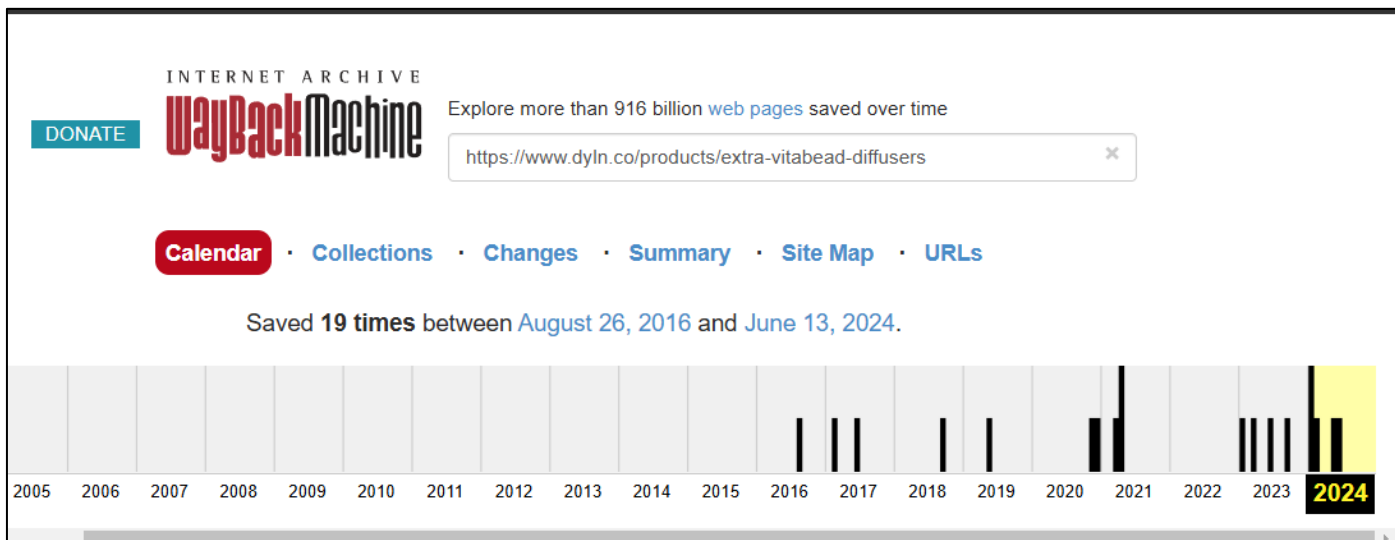 INTERNET ARCHIVE
WayBackMachine
DONATE
Explore more than 916 billion web pages saved over time
https://www.dyln.co/products/extra-vitabead-diffusers ×
Calendar · Collections · Changes · Summary · Site Map · URLs
Saved 19 times between August 26, 2016 and June 13, 2024.
2005 2006 2007 2008 2009 2010 2011 2012 2013 2014 2015 2016 2017 2018 2019 2020 2021 2022 2023 2024